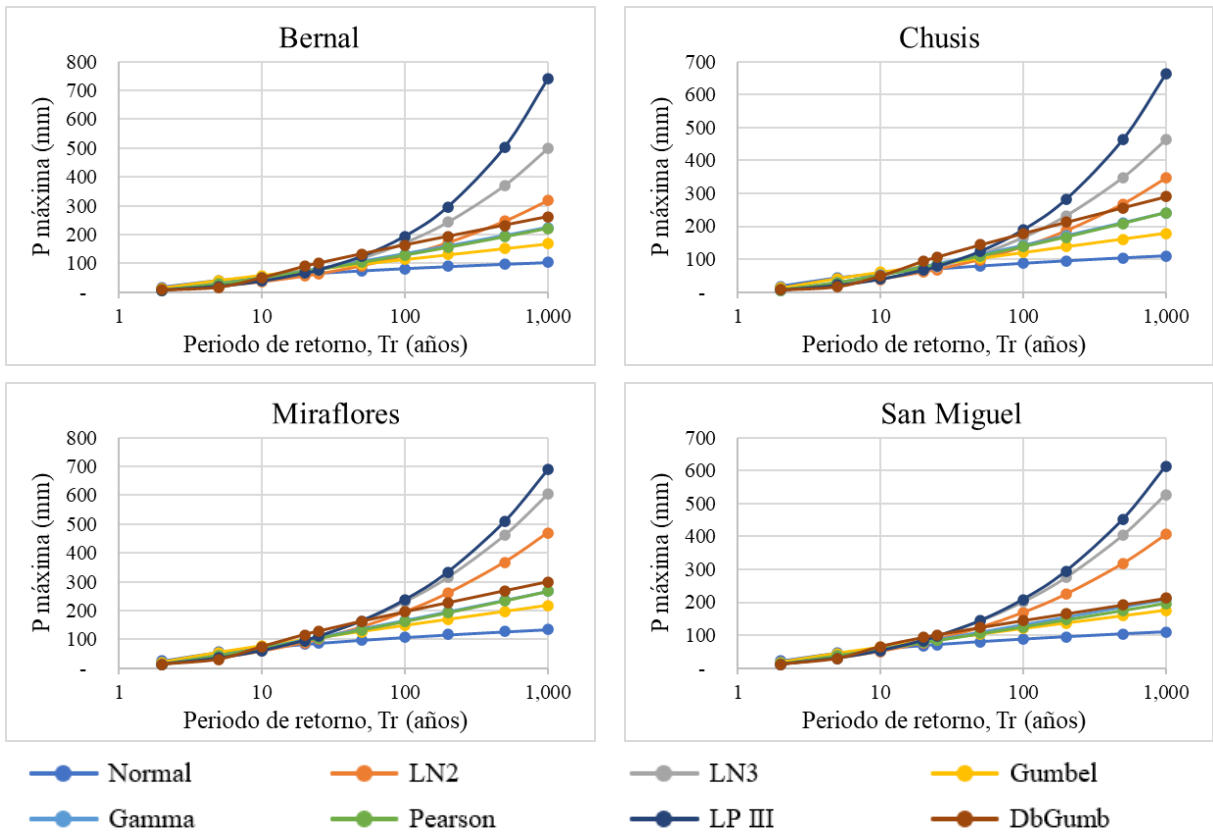 Bernal
P máxima (mm)
800
700
600
500
400
300
200
100
-
1 10 100 1,000
Periodo de retorno, Tr (años)
Chusis
P máxima (mm)
700
600
500
400
300
200
100
-
1 10 100 1,000
Periodo de retorno, Tr (años)
Miraflores
P máxima (mm)
800
700
600
500
400
300
200
100
-
1 10 100 1,000
Periodo de retorno, Tr (años)
San Miguel
P máxima (mm)
700
600
500
400
300
200
100
-
1 10 100 1,000
Periodo de retorno, Tr (años)
Normal LN2 LN3 Gumbel
Gamma Pearson LP III DbGumb